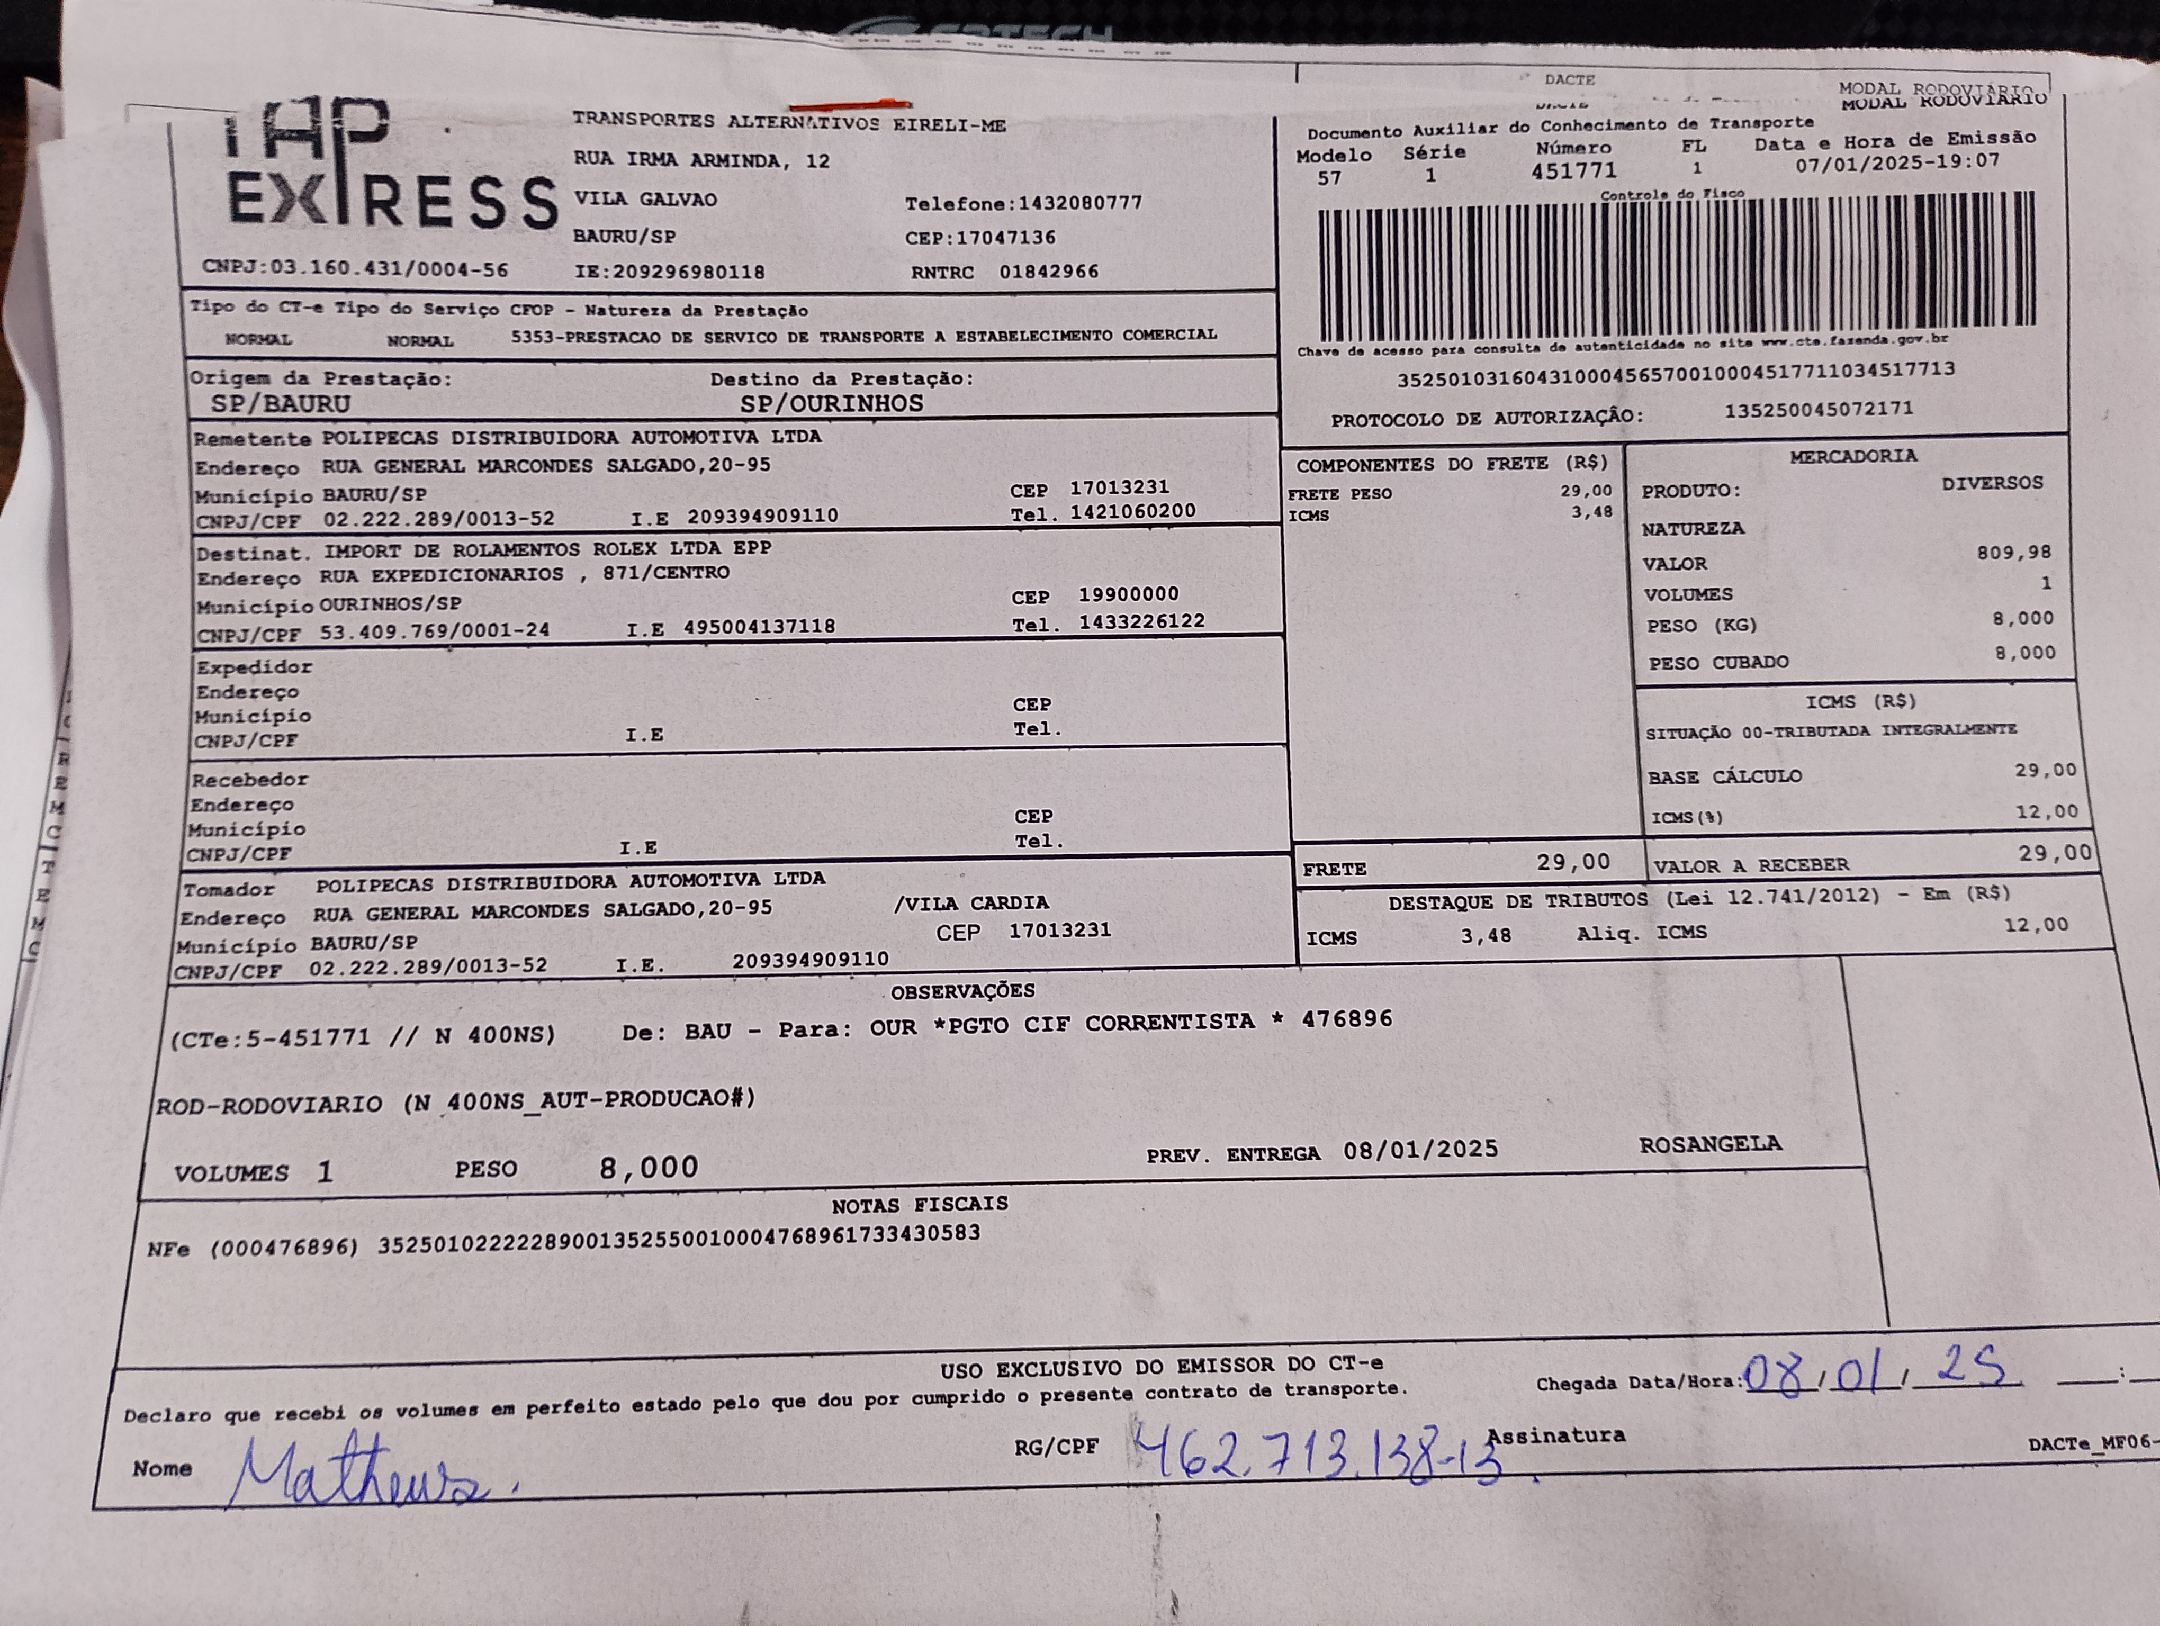 TAP
EXPRESS
CNPJ:03.160.431/0004-56
TRANSPORTES ALTERNATIVOS EIRELI-ME
RUA IRMA ARMINDA, 12
VILA GALVAO Telefone:1432080777
BAURU/SP CEP:17047136
IE:209296980118 RNTRC 01842966
DACTE MODAL RODOVIÁRIO
DACTE MODAL RODOVIÁRIO
Documento Auxiliar do Conhecimento de Transporte
Modelo Série Número FL Data e Hora de Emissão
57 1 451771 1 07/01/2025-19:07
Controle do Fisco
Chave de acesso para consulta de autenticidade no site www.cte.fazenda.gov.br
35250103160431000456570010004517711034517713
PROTOCOLO DE AUTORIZAÇÃO: 135250045072171
Tipo do CT-e Tipo do Serviço CFOP - Natureza da Prestação
NORMAL NORMAL 5353-PRESTACAO DE SERVICO DE TRANSPORTE A ESTABELECIMENTO COMERCIAL
Origem da Prestação: Destino da Prestação:
SP/BAURU SP/OURINHOS
Remetente POLIPECAS DISTRIBUIDORA AUTOMOTIVA LTDA
Endereço RUA GENERAL MARCONDES SALGADO,20-95
Município BAURU/SP CEP 17013231
CNPJ/CPF 02.222.289/0013-52 I.E 209394909110 Tel. 1421060200
Destinat. IMPORT DE ROLAMENTOS ROLEX LTDA EPP
Endereço RUA EXPEDICIONARIOS , 871/CENTRO
Município OURINHOS/SP CEP 19900000
CNPJ/CPF 53.409.769/0001-24 I.E 495004137118 Tel. 1433226122
Expedidor
Endereço
Município CEP
CNPJ/CPF I.E Tel.
Recebedor
Endereço
Município CEP
CNPJ/CPF I.E Tel.
Tomador POLIPECAS DISTRIBUIDORA AUTOMOTIVA LTDA
Endereço RUA GENERAL MARCONDES SALGADO,20-95 /VILA CARDIA
Município BAURU/SP CEP 17013231
CNPJ/CPF 02.222.289/0013-52 I.E. 209394909110
COMPONENTES DO FRETE (R$)
FRETE PESO 29,00
ICMS 3,48
MERCADORIA
PRODUTO: DIVERSOS
NATUREZA
VALOR 809,98
VOLUMES 1
PESO (KG) 8,000
PESO CUBADO 8,000
ICMS (R$)
SITUAÇÃO 00-TRIBUTADA INTEGRALMENTE
BASE CÁLCULO 29,00
ICMS(%) 12,00
FRETE 29,00 VALOR A RECEBER 29,00
DESTAQUE DE TRIBUTOS (Lei 12.741/2012) - Em (R$)
ICMS 3,48 Aliq. ICMS 12,00
OBSERVAÇÕES
(CTe:5-451771 // N 400NS) De: BAU - Para: OUR *PGTO CIF CORRENTISTA * 476896
ROD-RODOVIARIO (N 400NS_AUT-PRODUCAO#)
VOLUMES 1 PESO 8,000 PREV. ENTREGA 08/01/2025 ROSANGELA
NOTAS FISCAIS
NFe (000476896) 35250102222289001352550010004768961733430583
USO EXCLUSIVO DO EMISSOR DO CT-e
Declaro que recebi os volumes em perfeito estado pelo que dou por cumprido o presente contrato de transporte. Chegada Data/Hora: 08/01/25 :
Nome Matheus. RG/CPF 462.713.138-13 Assinatura
DACTe_MF06-